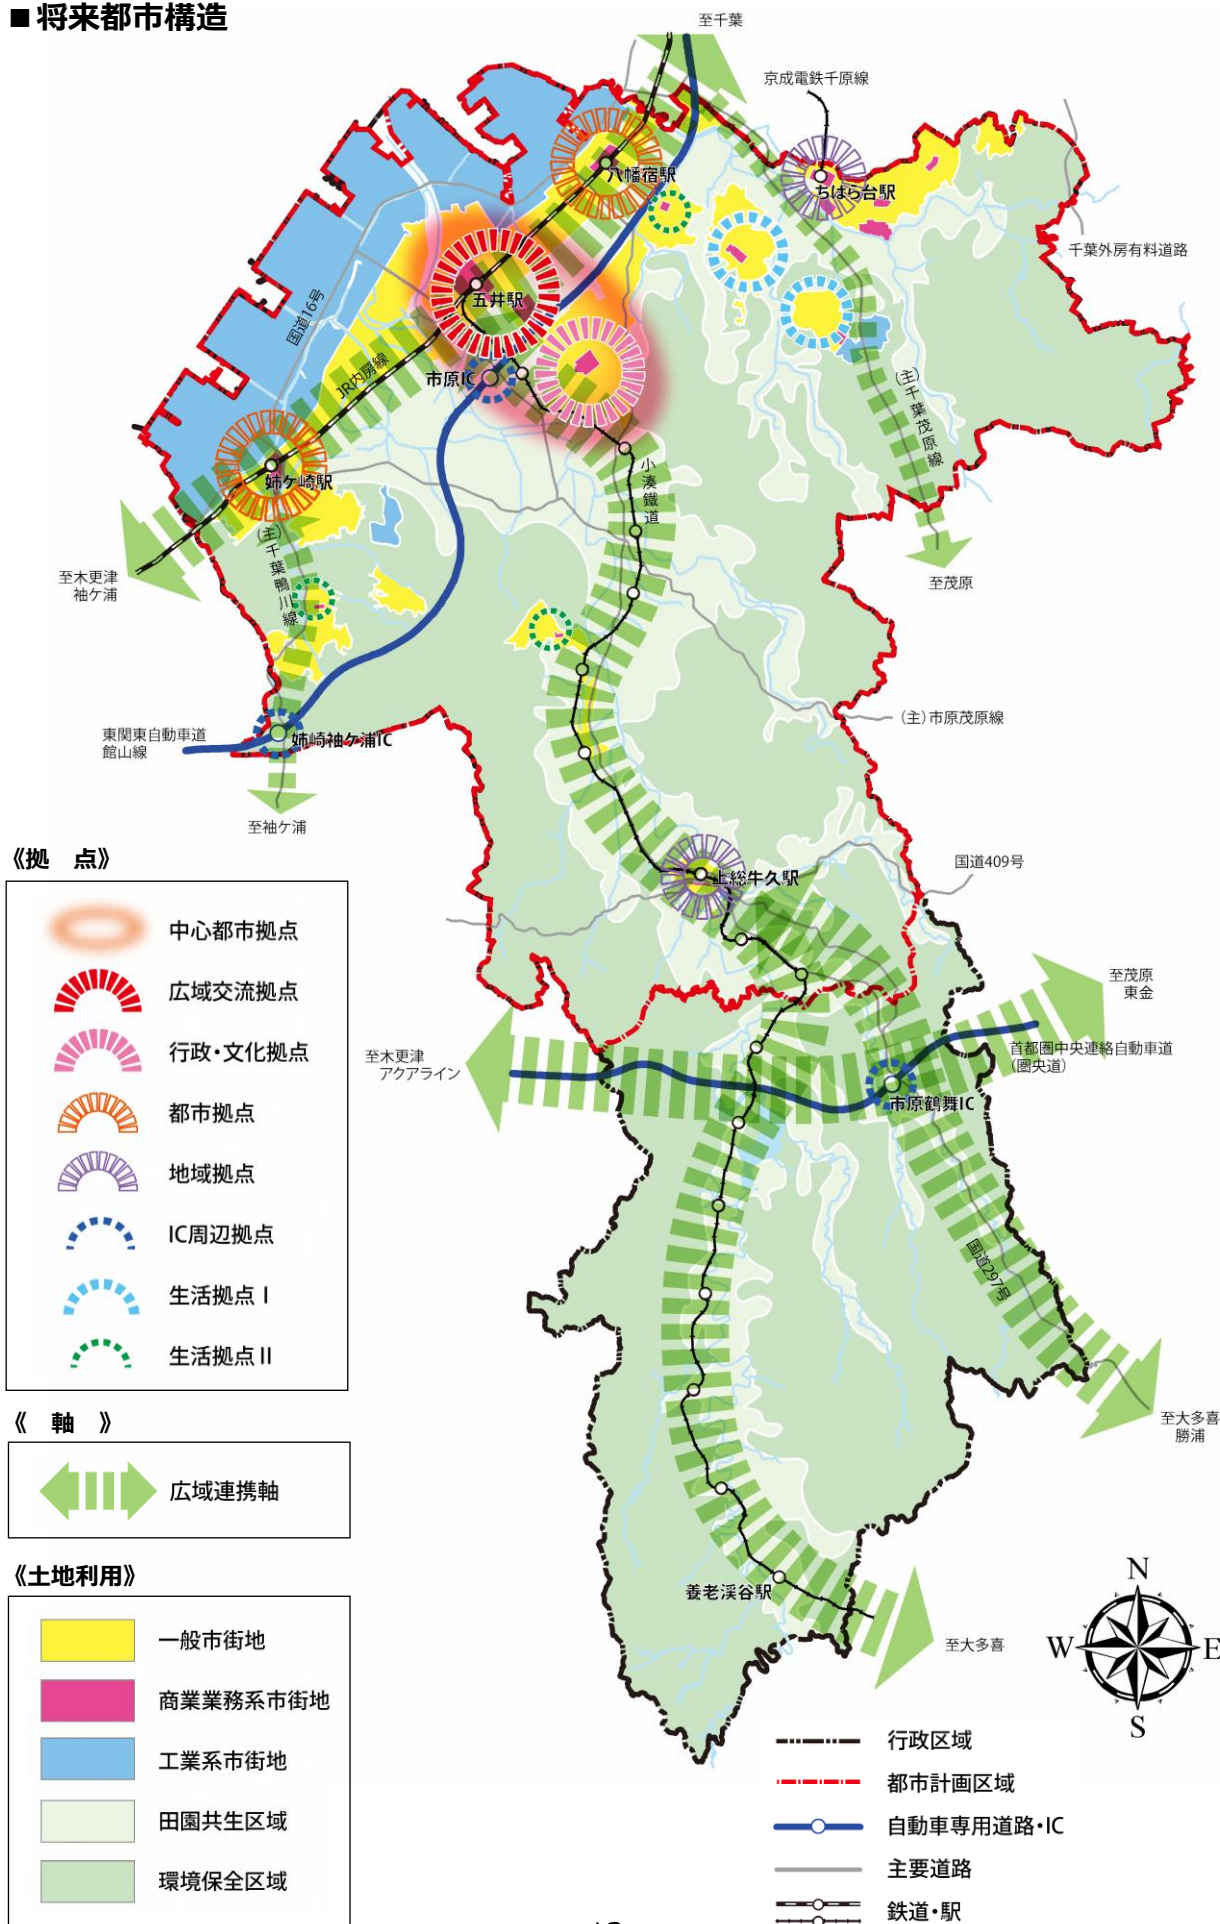 ■将来都市構造
至千葉
京成電鉄千原線
八幡宿駅
ちはら台駅
千葉外房有料道路
五井駅
国道16号
JR内房線
市原IC
(主)千葉茂原線
姉ケ崎駅
小湊鐵道
(主)千葉鴨川線
至木更津
袖ケ浦
至茂原
(主)市原茂原線
東関東自動車道
館山線
姉崎袖ケ浦IC
至袖ケ浦
国道409号
上総牛久駅
至茂原
東金
至木更津
アクアライン
首都圏中央連絡自動車道
(圏央道)
市原鶴舞IC
国道297号
至大多喜
勝浦
養老渓谷駅
至大多喜
《拠　点》
中心都市拠点
広域交流拠点
行政・文化拠点
都市拠点
地域拠点
IC周辺拠点
生活拠点Ⅰ
生活拠点Ⅱ
《　軸　》
広域連携軸
《土地利用》
一般市街地
商業業務系市街地
工業系市街地
田園共生区域
環境保全区域
N
W
E
S
行政区域
都市計画区域
自動車専用道路・IC
主要道路
鉄道・駅